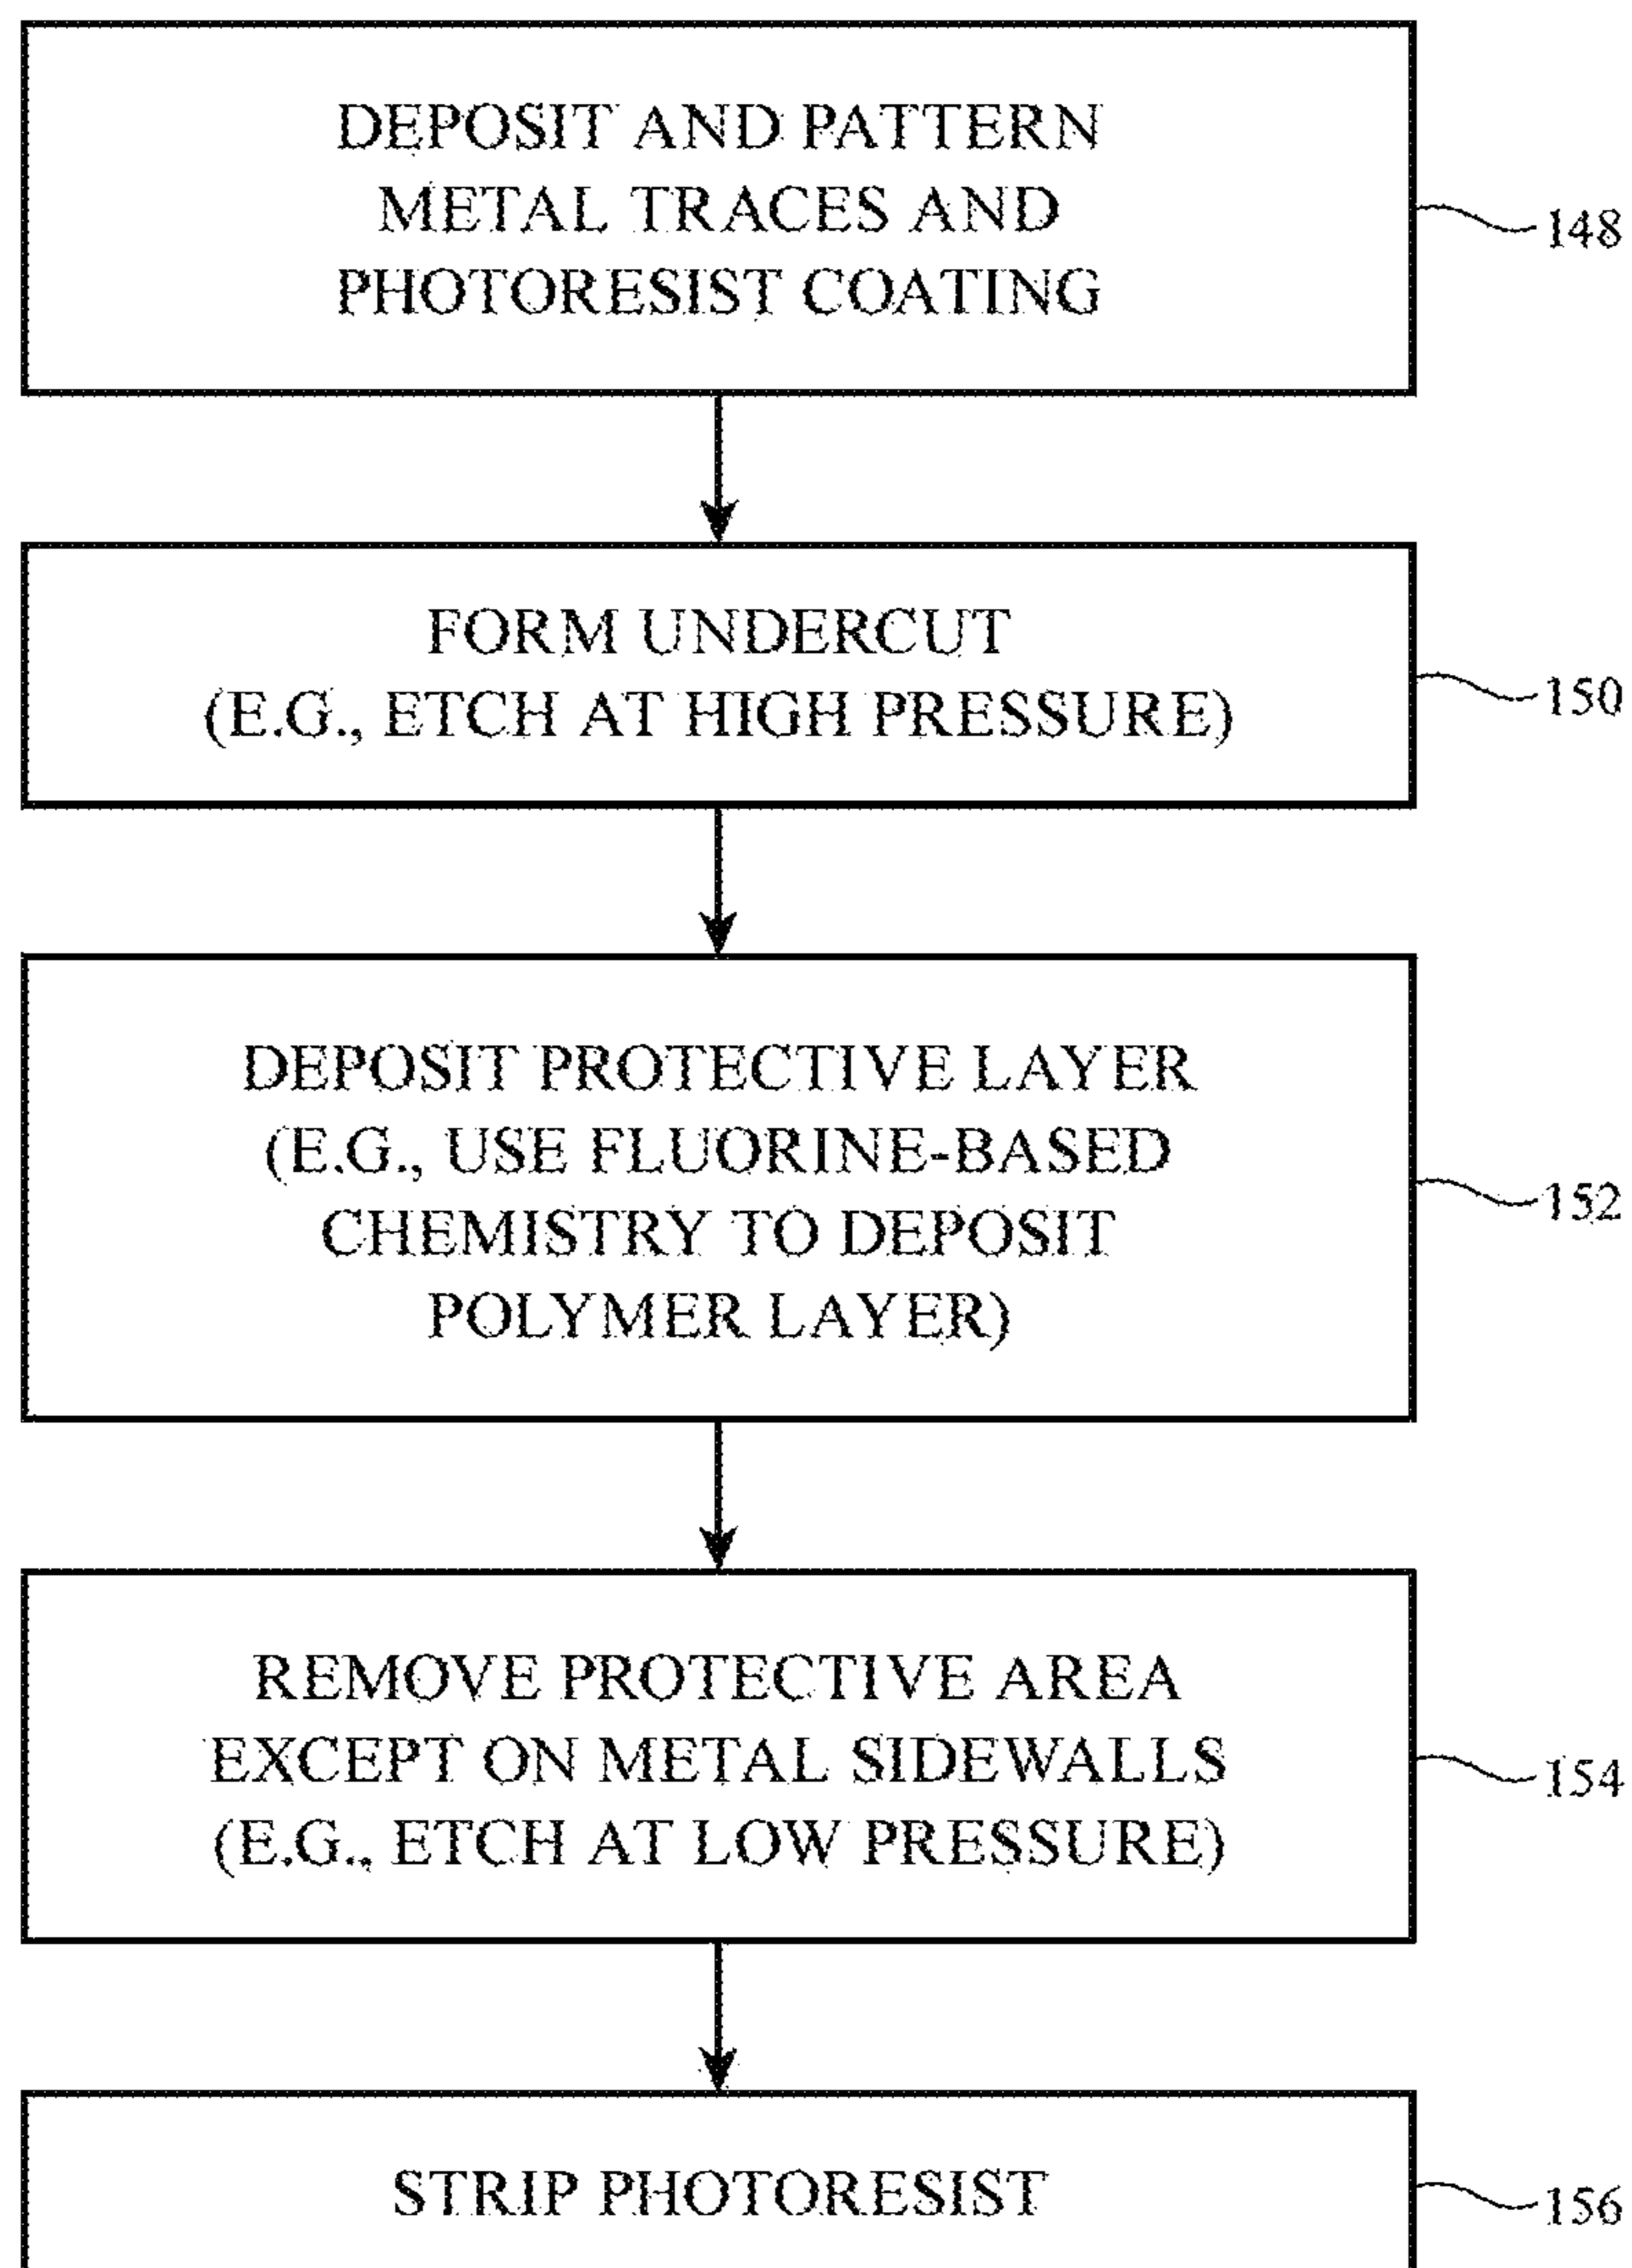 DEPOSIT AND PATTERN
METAL TRACES AND
PHOTORESIST COATING
148
FORM UNDERCUT
(E.G., ETCH AT HIGH PRESSURE)
150
DEPOSIT PROTECTIVE LAYER
(E.G., USE FLUORINE-BASED
CHEMISTRY TO DEPOSIT
POLYMER LAYER)
152
REMOVE PROTECTIVE AREA
EXCEPT ON METAL SIDEWALLS
(E.G., ETCH AT LOW PRESSURE)
154
STRIP PHOTORESIST
156